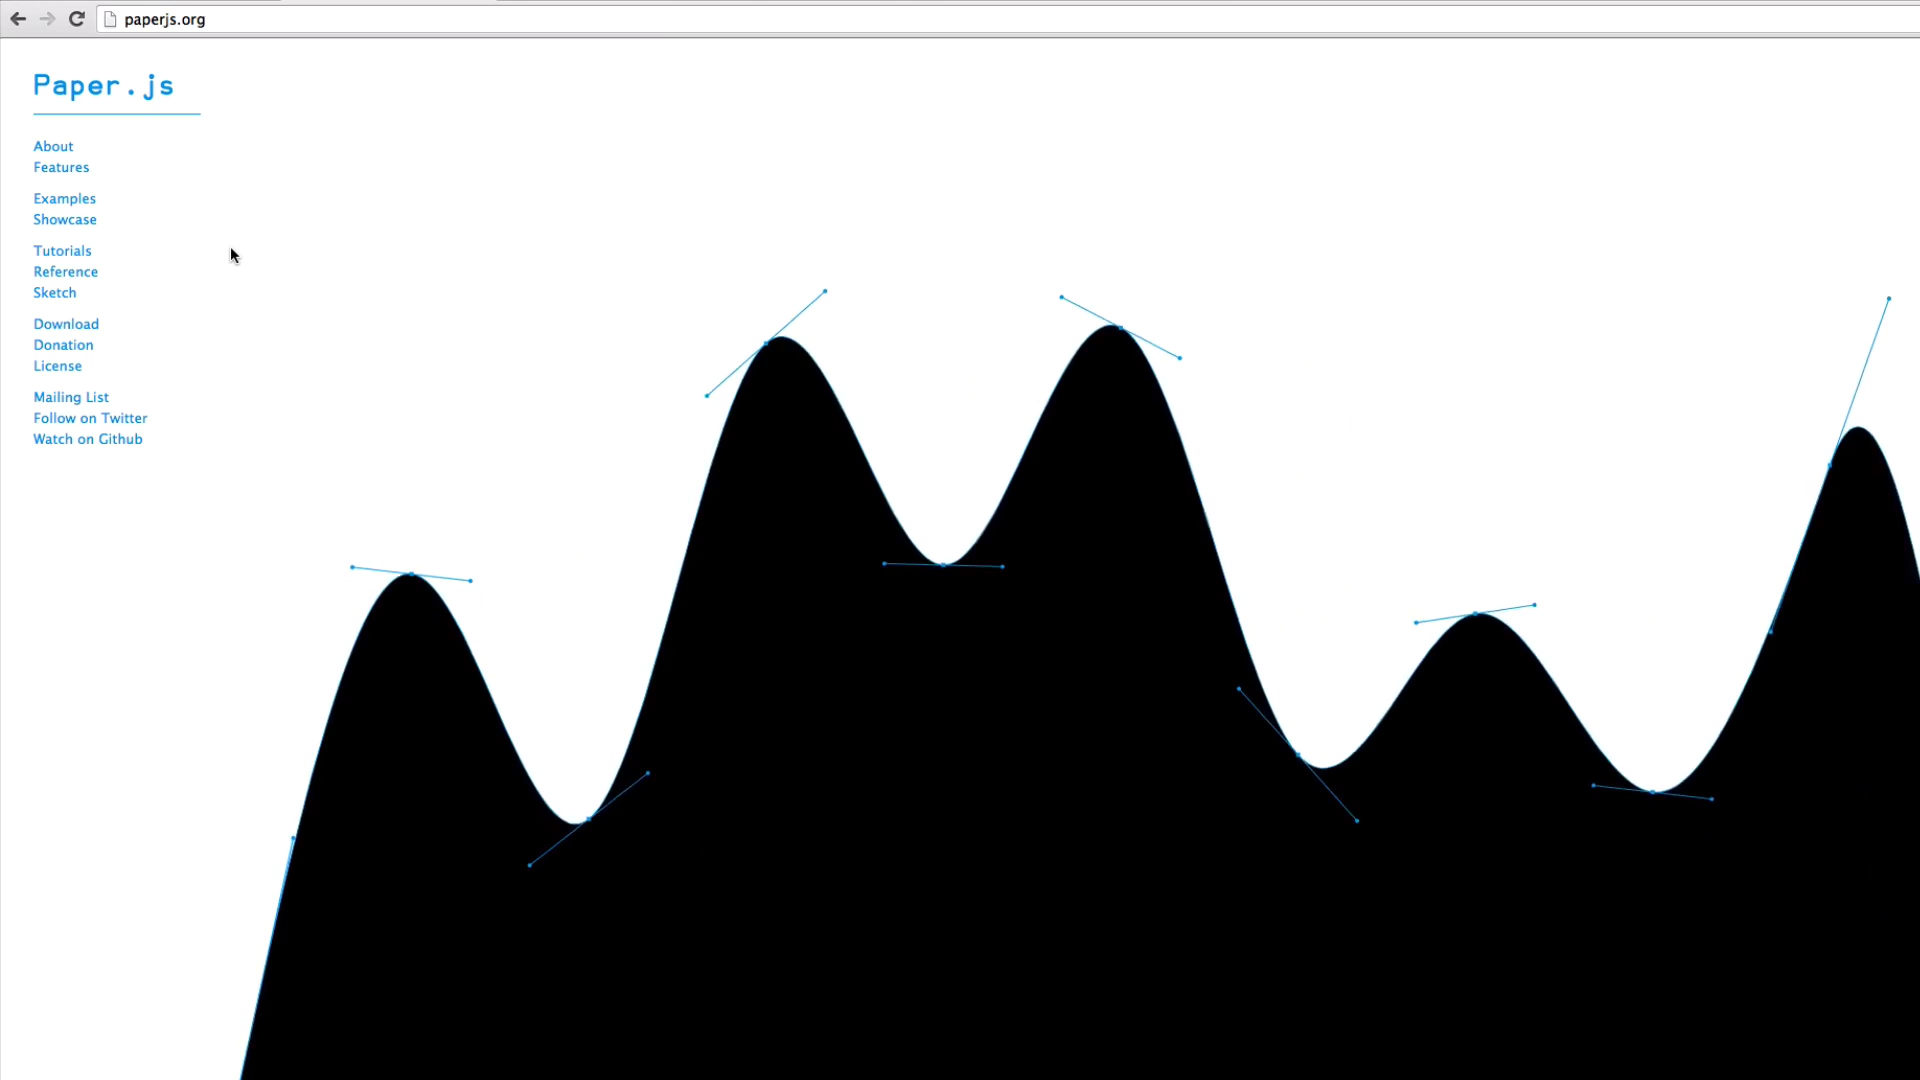 paperjs.org
Paper.js
About
Features
Examples
Showcase
Tutorials
Reference
Sketch
Download
Donation
License
Mailing List
Follow on Twitter
Watch on Github